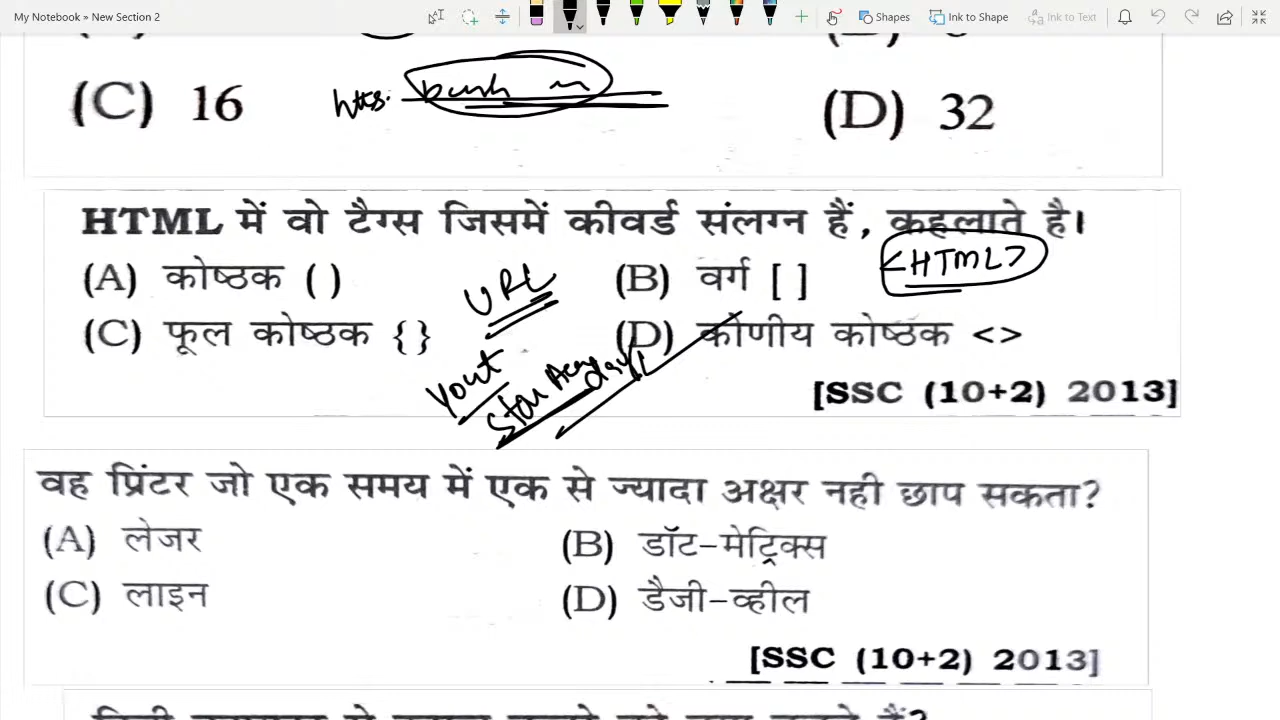 My Notebook » New Section 2
Shapes
Ink to Shape
Ink to Text
(C) 16
(D) 32
HTML में वो टैग्स जिसमें कीवर्ड संलग्न हैं, कहलाते है।
<HTML>
(A) कोष्ठक ( )
URL
(B) वर्ग [ ]
(C) फूल कोष्ठक { }
(D) कोणीय कोष्ठक <>
[SSC (10+2) 2013]
वह प्रिंटर जो एक समय में एक से ज्यादा अक्षर नही छाप सकता?
(A) लेजर
(B) डॉट-मेट्रिक्स
(C) लाइन
(D) डैजी-व्हील
[SSC (10+2) 2013]